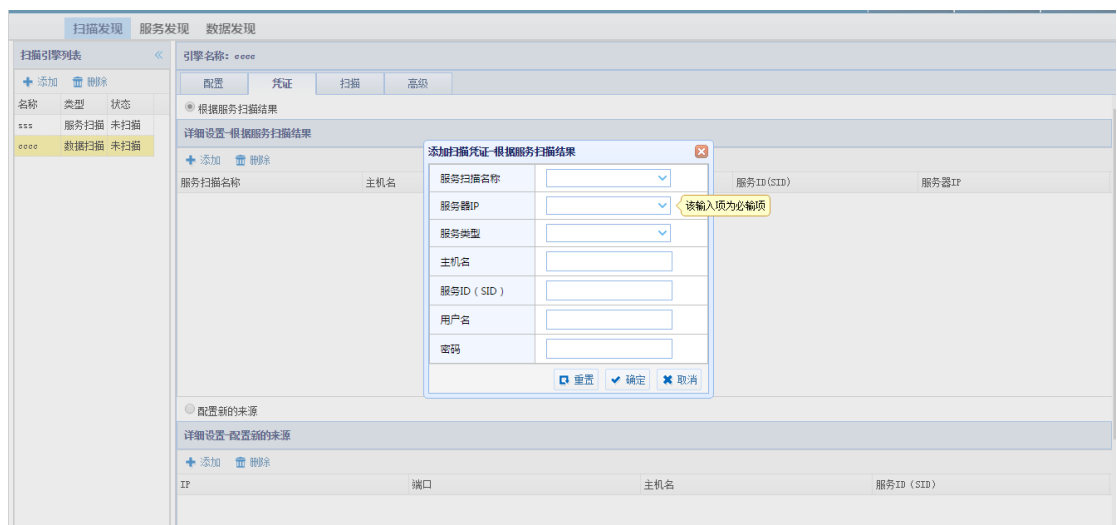 扫描发现 服务发现 数据发现
扫描引擎列表
添加 删除
名称 类型 状态
sss 服务扫描 未扫描
cccc 数据扫描 未扫描
引擎名称: cccc
配置 凭证 扫描 高级
根据服务扫描结果
详细设置-根据服务扫描结果
添加 删除
服务扫描名称 主机名 服务ID(SID) 服务器IP
添加扫描凭证-根据服务扫描结果
服务扫描名称
服务器IP
该输入项为必输项
服务类型
主机名
服务ID（SID）
用户名
密码
重置 确定 取消
配置新的来源
详细设置-配置新的来源
添加 删除
IP 端口 主机名 服务ID（SID）